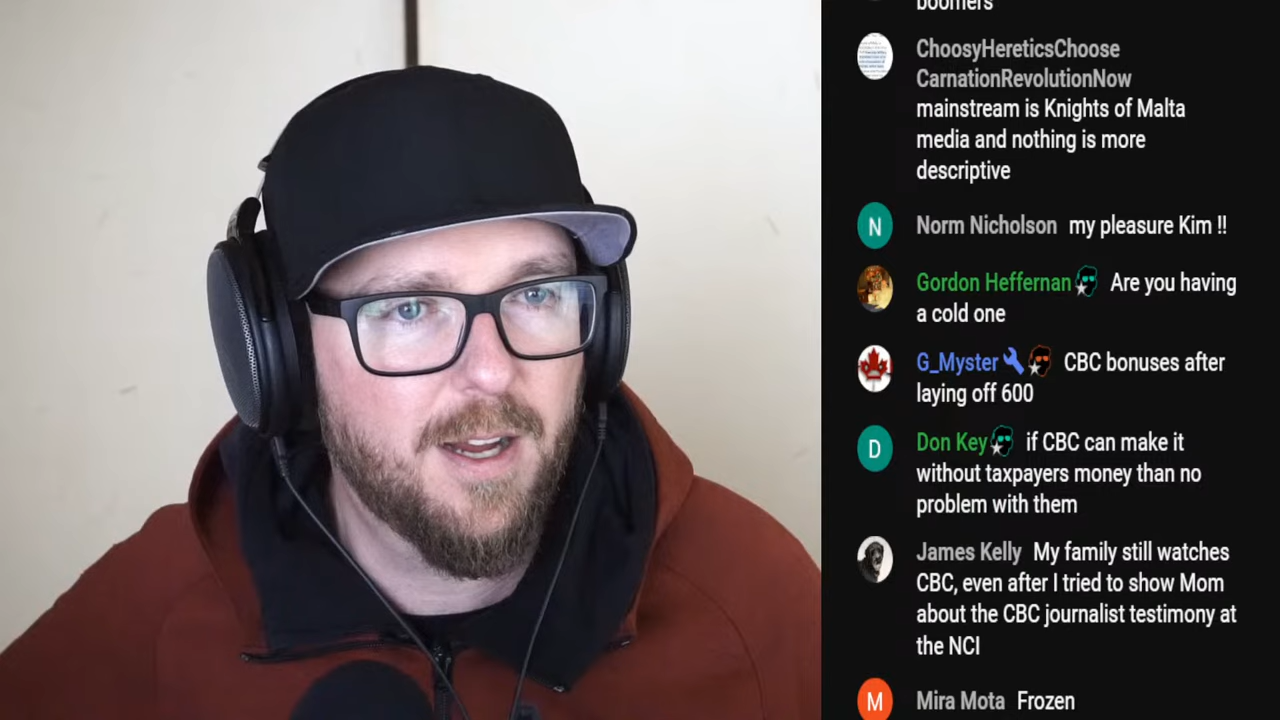 boomers
ChoosyHereticsChoose
CarnationRevolutionNow
mainstream is Knights of Malta
media and nothing is more
descriptive
N Norm Nicholson my pleasure Kim !!
Gordon Heffernan Are you having
a cold one
G_Myster CBC bonuses after
laying off 600
D Don Key if CBC can make it
without taxpayers money than no
problem with them
James Kelly My family still watches
CBC, even after I tried to show Mom
about the CBC journalist testimony at
the NCI
M Mira Mota Frozen